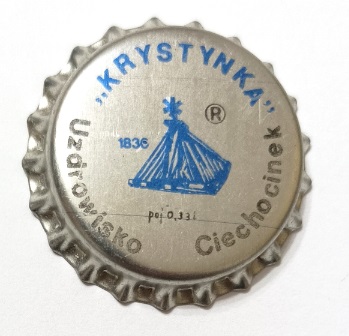 „KRYSTYNKA"
1836
®
poj. 0,33 l
Uzdrowisko Ciechocinek